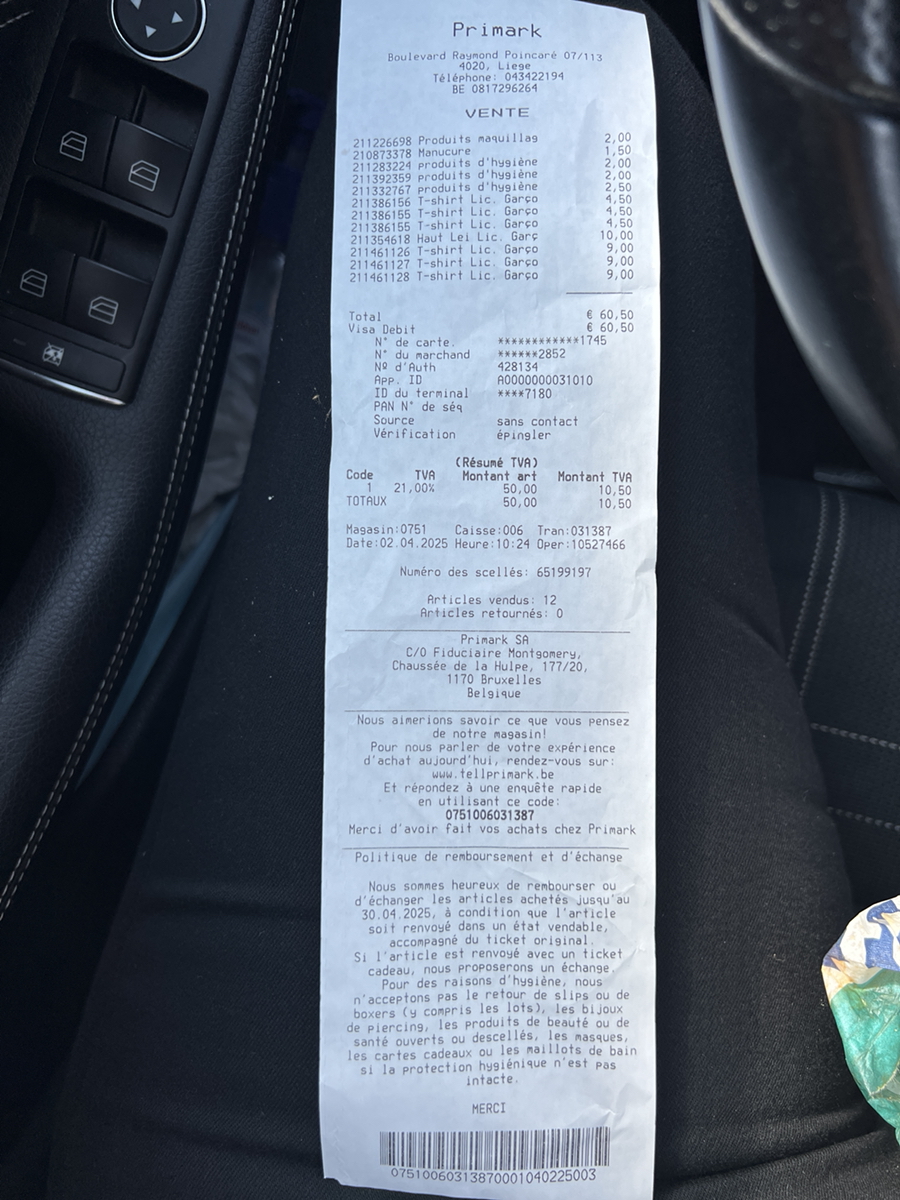 Primark
Boulevard Raymond Poincaré 07/113
4020, Liege
Téléphone: 043422194
BE 0817296264
VENTE
211226698 Produits maquillag 2,00
210873378 Manucure 1,50
211283224 produits d'hygiène 2,00
211392359 produits d'hygiène 2,00
211332767 produits d'hygiène 2,50
211386156 T-shirt Lic. Garço 4,50
211386155 T-shirt Lic. Garço 4,50
211386155 T-shirt Lic. Garço 4,50
211354618 Haut Lei Lic. Garç 10,00
211461126 T-shirt Lic. Garço 9,00
211461127 T-shirt Lic. Garço 9,00
211461128 T-shirt Lic. Garço 9,00
Total € 60,50
Visa Debit € 60,50
N° de carte. ************1745
N° du marchand ******2852
Nº d'Auth 428134
App. ID A0000000031010
ID du terminal ****7180
PAN N° de séq
Source sans contact
Vérification épingler
(Résumé TVA)
Code TVA Montant art Montant TVA
1 21,00% 50,00 10,50
TOTAUX 50,00 10,50
Magasin:0751 Caisse:006 Tran:031387
Date:02.04.2025 Heure:10:24 Oper:10527466
Numéro des scellés: 65199197
Articles vendus: 12
Articles retournés: 0
Primark SA
C/O Fiduciaire Montgomery,
Chaussée de la Hulpe, 177/20,
1170 Bruxelles
Belgique
Nous aimerions savoir ce que vous pensez
de notre magasin!
Pour nous parler de votre expérience
d'achat aujourd'hui, rendez-vous sur:
www.tellprimark.be
Et répondez à une enquête rapide
en utilisant ce code:
0751006031387
Merci d'avoir fait vos achats chez Primark
Politique de remboursement et d'échange
Nous sommes heureux de rembourser ou
d'échanger les articles achetés jusqu'au
30.04.2025, à condition que l'article
soit renvoyé dans un état vendable,
accompagné du ticket original.
Si l'article est renvoyé avec un ticket
cadeau, nous proposerons un échange.
Pour des raisons d'hygiène, nous
n'acceptons pas le retour de slips ou de
boxers (y compris les lots), les bijoux
de piercing, les produits de beauté ou de
santé ouverts ou descellés, les masques,
les cartes cadeaux ou les maillots de bain
si la protection hygiénique n'est pas
intacte.
MERCI
07510060313870001040225003